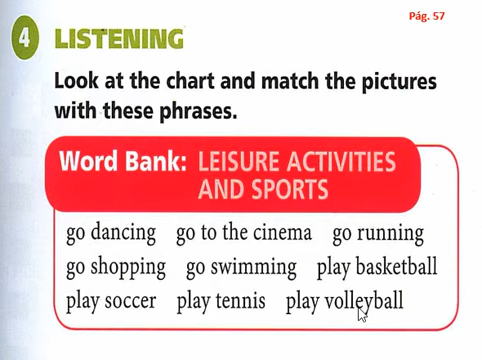 Pág. 57
4 LISTENING
Look at the chart and match the pictures
with these phrases.
Word Bank: LEISURE ACTIVITIES
AND SPORTS
go dancing go to the cinema go running
go shopping go swimming play basketball
play soccer play tennis play volleyball